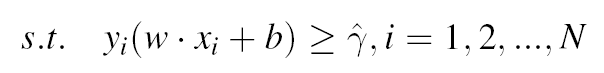 s.t. yᵢ(w · xᵢ + b) ≥ γ̂, i = 1, 2, ..., N